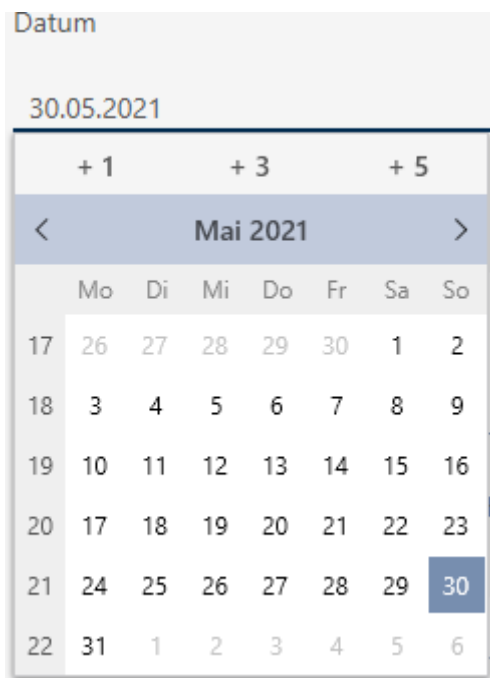 Datum
30.05.2021
+ 1 + 3 + 5
< Mai 2021 >
Mo Di Mi Do Fr Sa So
17 26 27 28 29 30 1 2
18 3 4 5 6 7 8 9
19 10 11 12 13 14 15 16
20 17 18 19 20 21 22 23
21 24 25 26 27 28 29 30
22 31 1 2 3 4 5 6